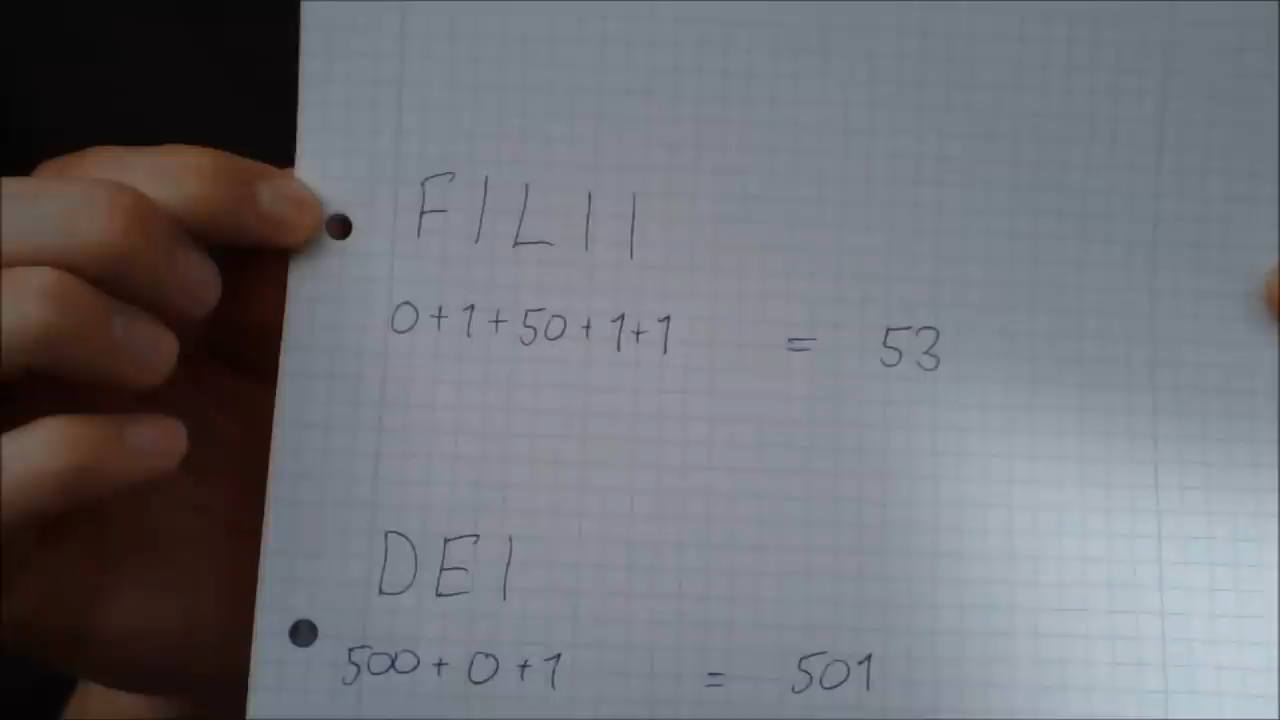 FILII
0+1+50+1+1 = 53
DEI
500+0+1 = 501